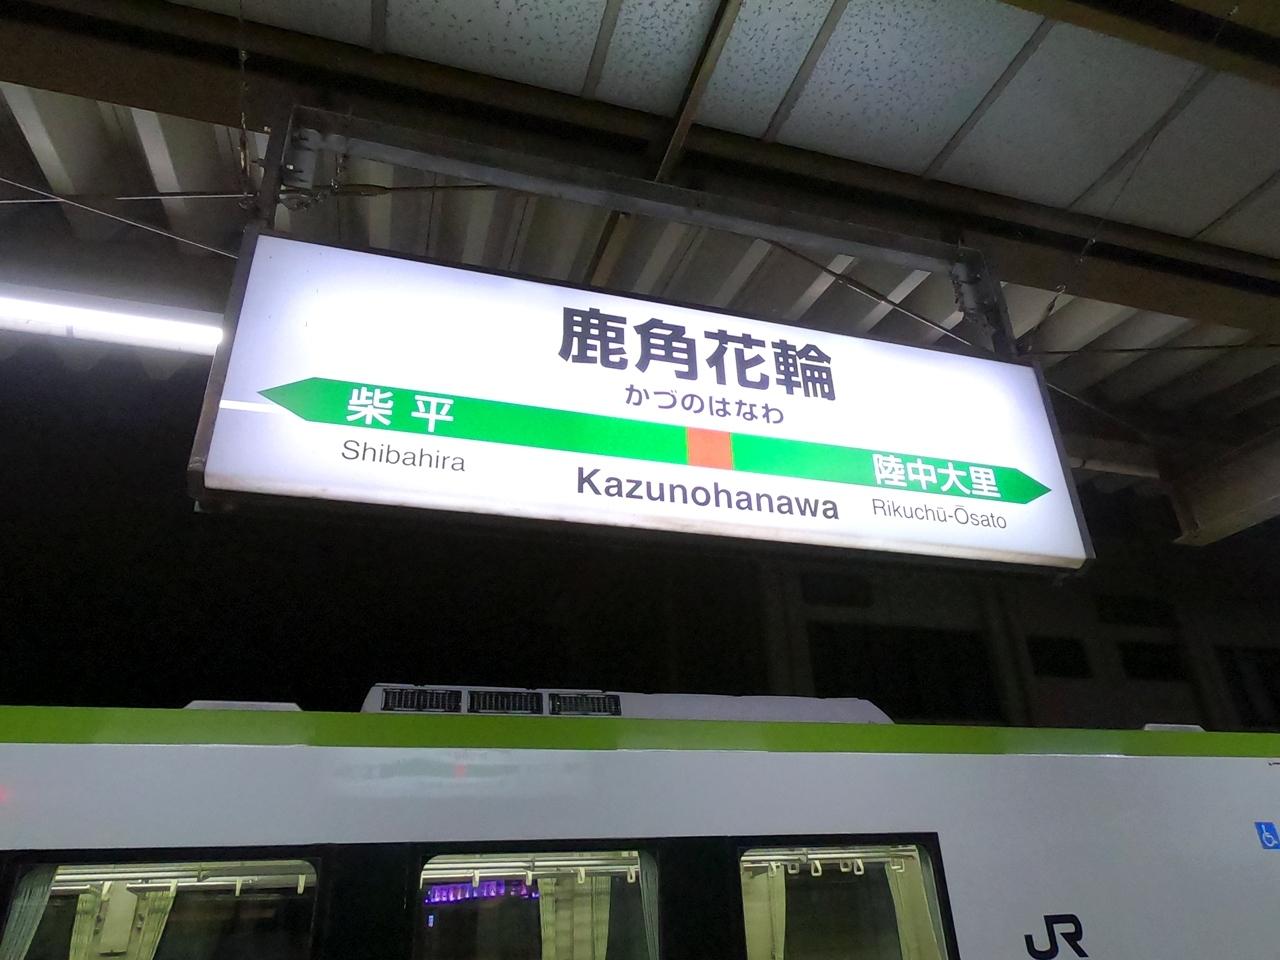 鹿角花輪
かづのはなわ
柴平
陸中大里
Shibahira
Kazunohanawa
Rikuchū-Ōsato
JR